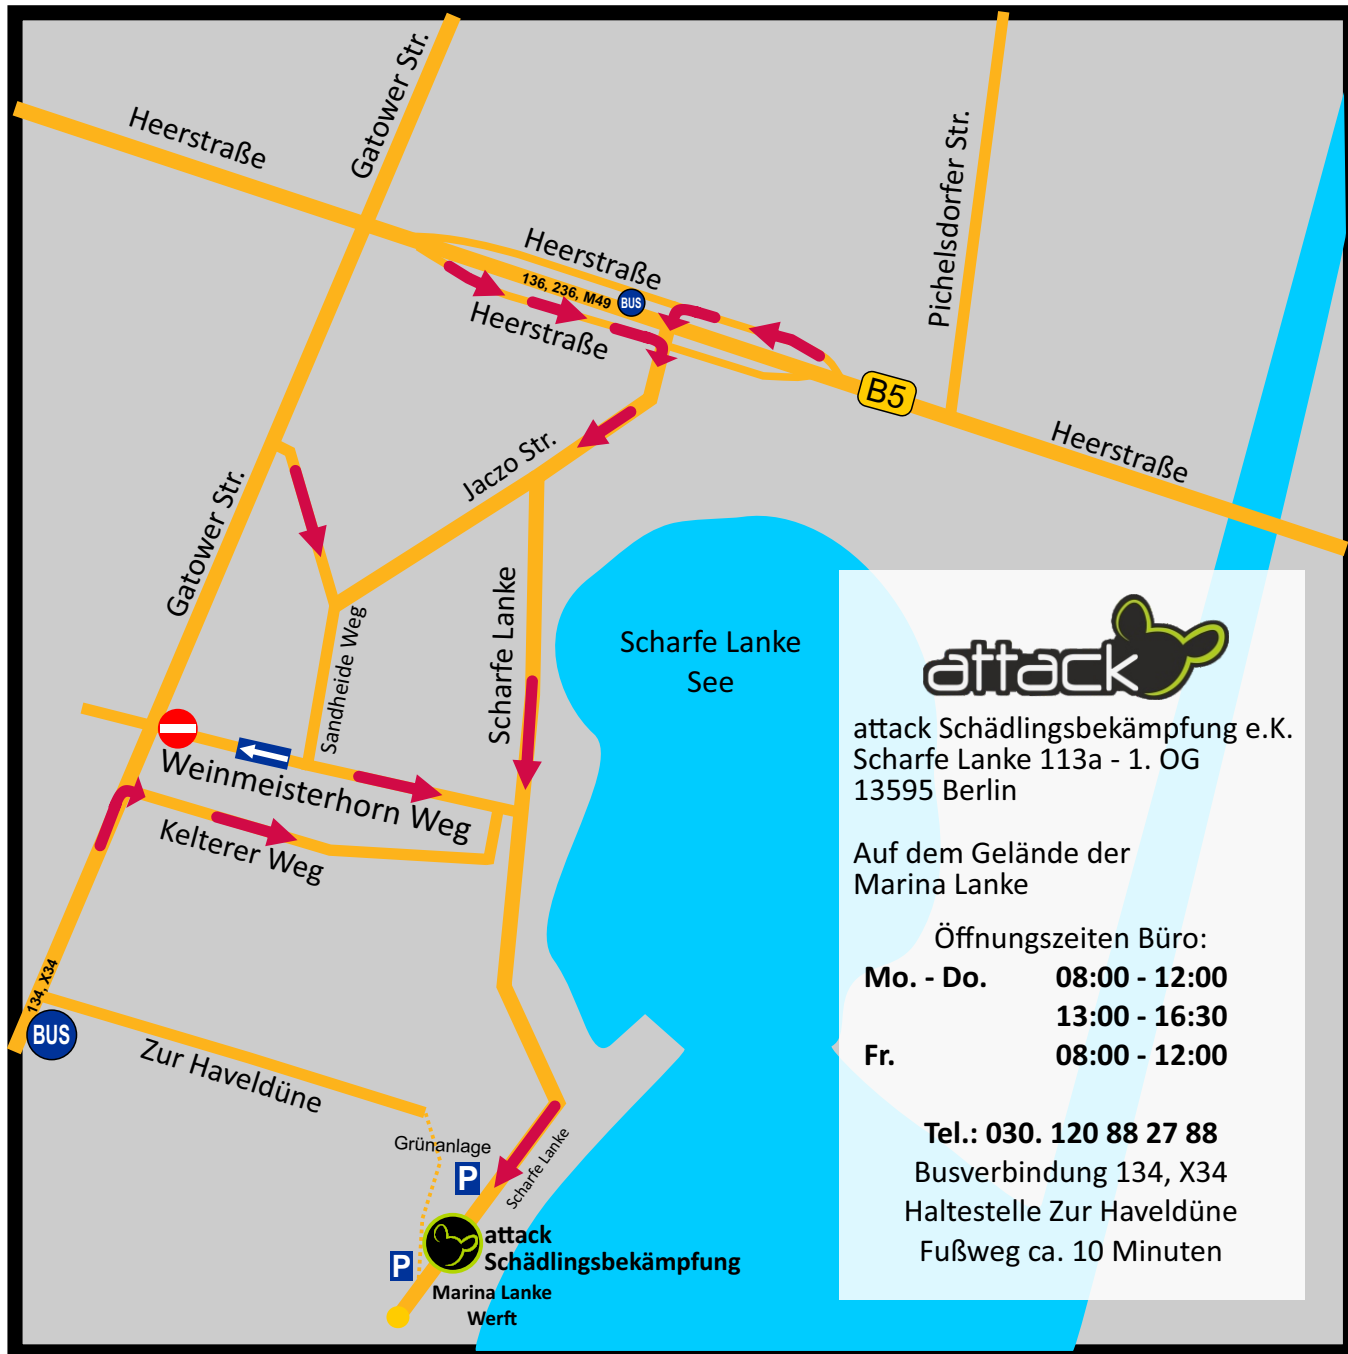 Gatower Str.
Heerstraße
Pichelsdorfer Str.
Heerstraße
136, 236, M49
BUS
Heerstraße
B5
Heerstraße
Jaczo Str.
Gatower Str.
Scharfe Lanke
Sandheide Weg
Scharfe Lanke
See
Weinmeisterhorn Weg
Kelterer Weg
134, X34
BUS
Zur Haveldüne
Grünanlage
P
Scharfe Lanke
attack
Schädlingsbekämpfung
P
Marina Lanke
Werft
attack
attack Schädlingsbekämpfung e.K.
Scharfe Lanke 113a - 1. OG
13595 Berlin
Auf dem Gelände der
Marina Lanke
Öffnungszeiten Büro:
Mo. - Do. 08:00 - 12:00
13:00 - 16:30
Fr. 08:00 - 12:00
Tel.: 030. 120 88 27 88
Busverbindung 134, X34
Haltestelle Zur Haveldüne
Fußweg ca. 10 Minuten